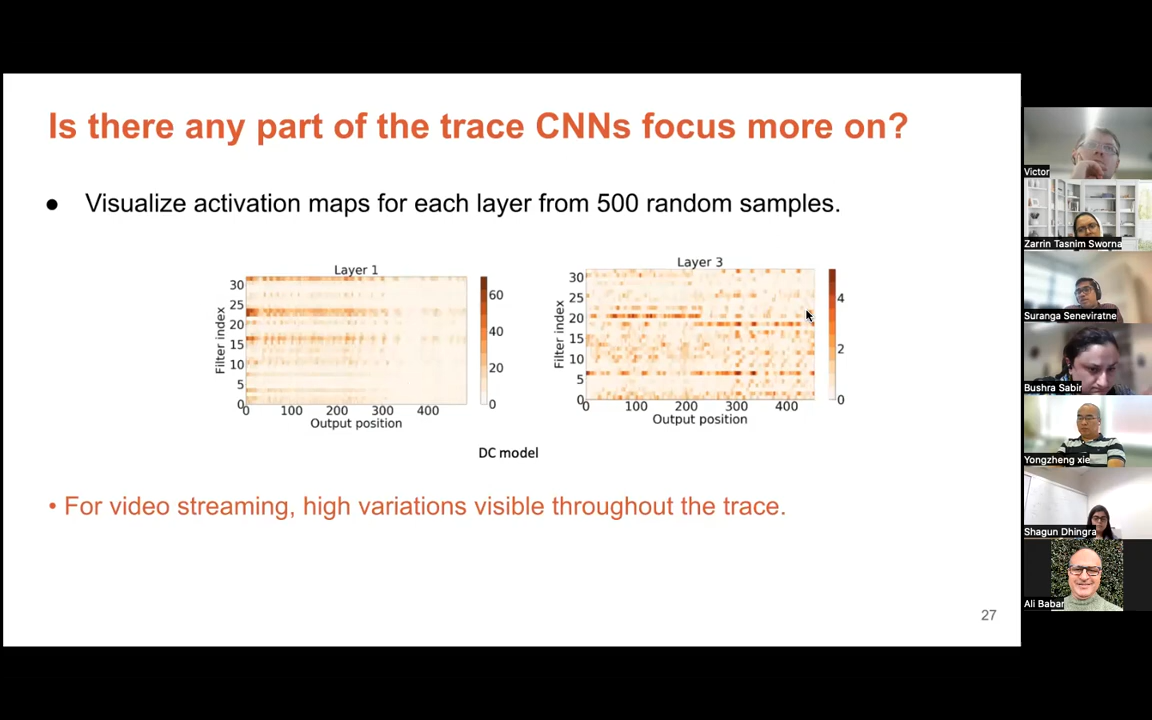 Is there any part of the trace CNNs focus more on?
● Visualize activation maps for each layer from 500 random samples.
Layer 1
Filter index
30
25
20
15
10
5
0
0 100 200 300 400
Output position
60
40
20
0
Layer 3
Filter index
30
25
20
15
10
5
0
0 100 200 300 400
Output position
4
2
0
DC model
• For video streaming, high variations visible throughout the trace.
27
Victor
Zarrin Tasnim Sworna
Suranga Seneviratne
Bushra Sabir
Yongzheng xie
Shagun Dhingra
Ali Babar